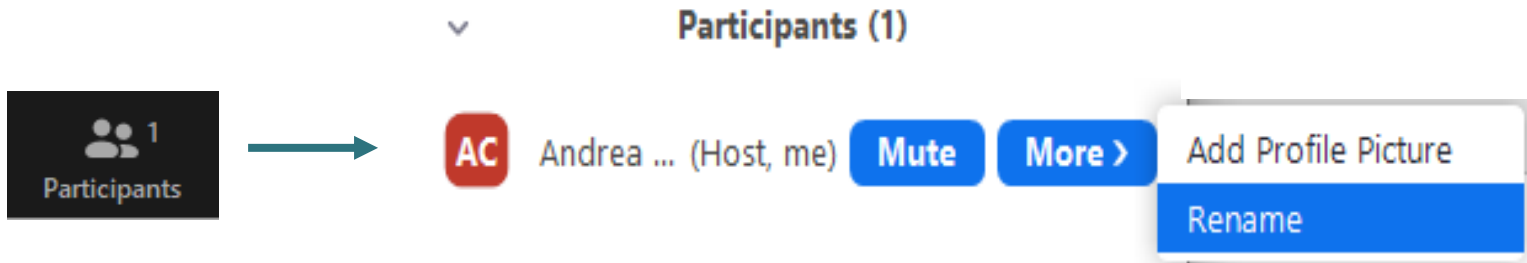 Participants (1)
1
Participants
AC Andrea ... (Host, me) Mute More >
Add Profile Picture
Rename